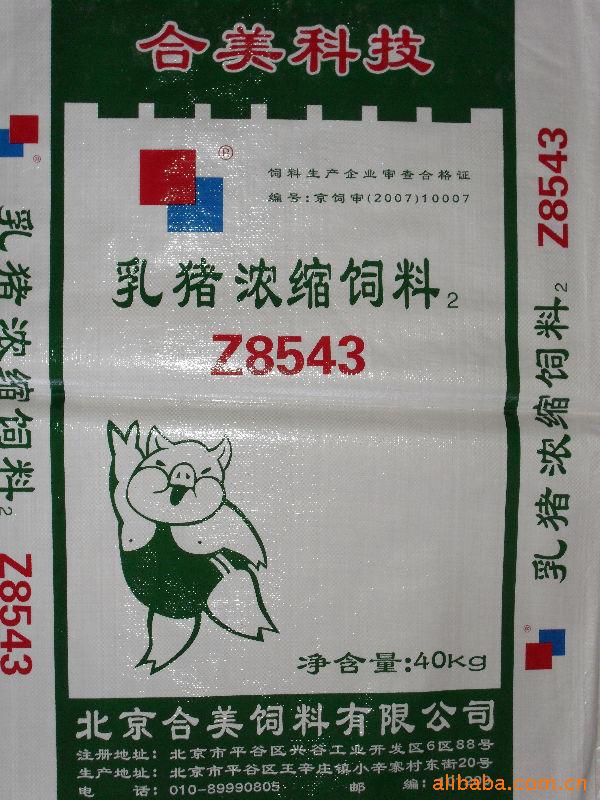 合美科技
®
饲料生产企业审查合格证
编号:京饲审(2007)10007
乳猪浓缩饲料2
Z8543
净含量:40Kg
北京合美饲料有限公司
注册地址:北京市平谷区兴谷工业开发区6区88号
生产地址:北京市平谷区王辛庄镇小辛寨村东街20号
电 话:010-89990805 邮 编:
alibaba.com.cn
®
乳猪浓缩饲料2
Z8543
Z8543
乳猪浓缩饲料2
®